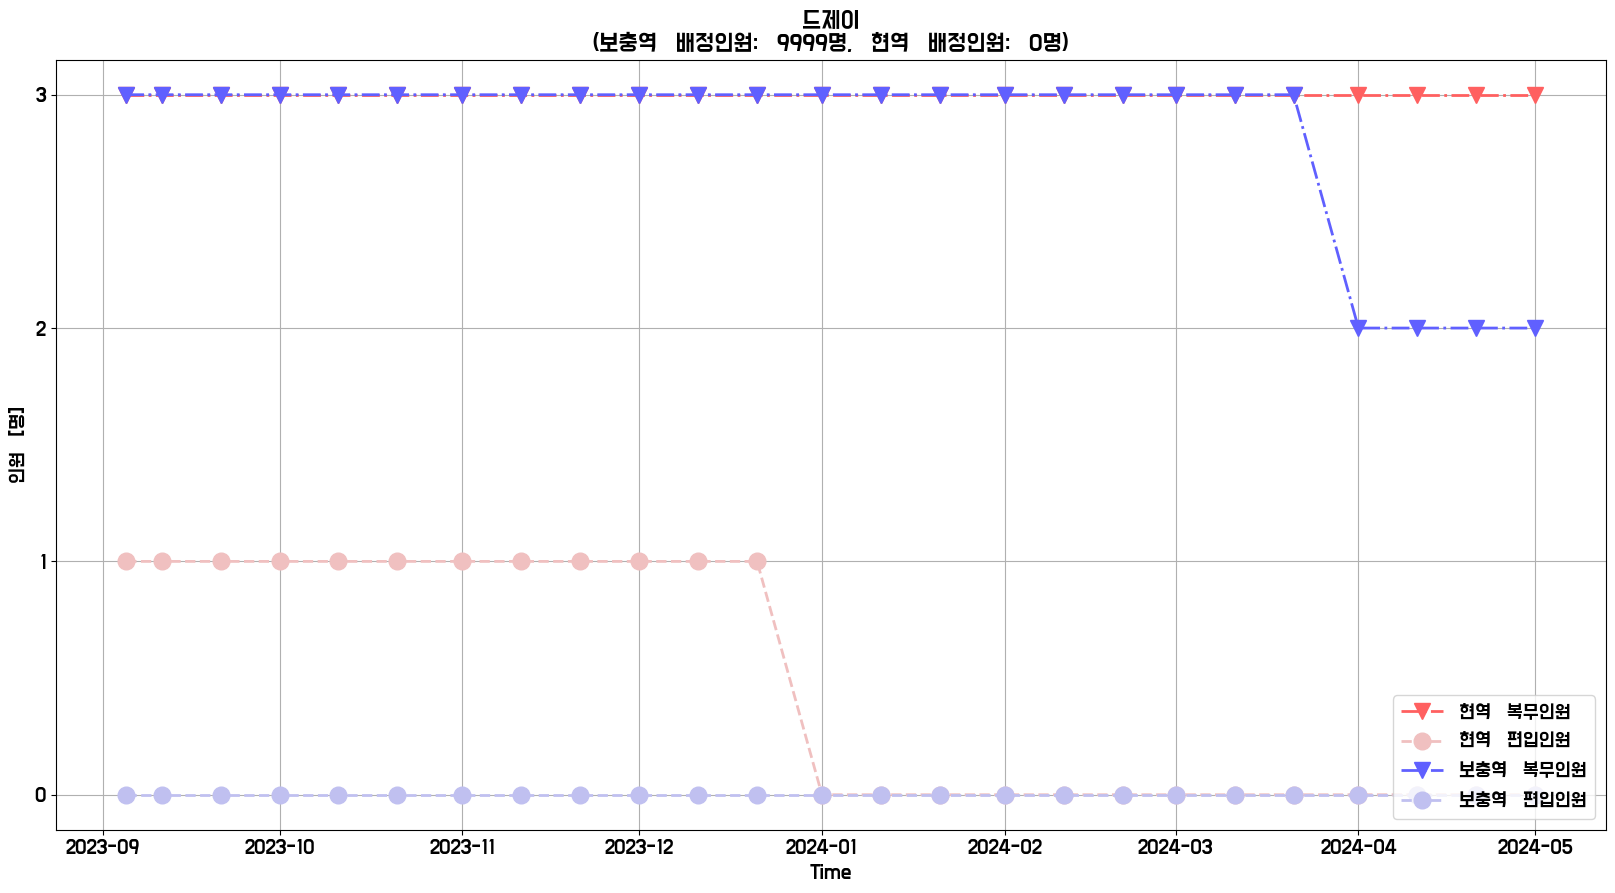 드제이
(보충역 배정인원: 9999명, 현역 배정인원: 0명)
인원 [명]
3
2
1
0
현역 복무인원
현역 편입인원
보충역 복무인원
보충역 편입인원
2023-09 2023-10 2023-11 2023-12 2024-01 2024-02 2024-03 2024-04 2024-05
Time